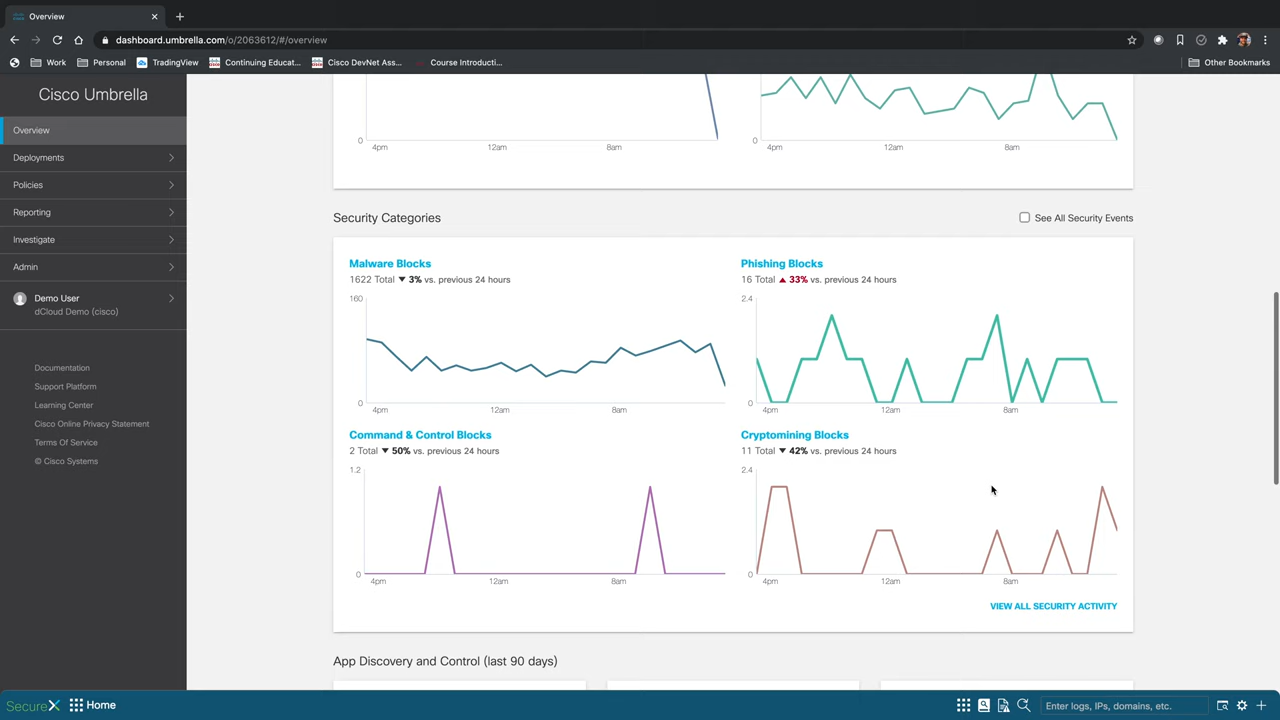 Overview
dashboard.umbrella.com/o/2063612/#/overview
Work
Personal
TradingView
Continuing Educat...
Cisco DevNet Ass...
Course Introducti...
Other Bookmarks
Cisco Umbrella
Overview
Deployments
Policies
Reporting
Investigate
Admin
Demo User
dCloud Demo (cisco)
Documentation
Support Platform
Learning Center
Cisco Online Privacy Statement
Terms Of Service
© Cisco Systems
0
4pm 12am 8am
0
4pm 12am 8am
Security Categories
See All Security Events
Malware Blocks
1622 Total ▼ 3% vs. previous 24 hours
160
0
4pm 12am 8am
Phishing Blocks
16 Total ▲ 33% vs. previous 24 hours
2.4
0
4pm 12am 8am
Command & Control Blocks
2 Total ▼ 50% vs. previous 24 hours
1.2
0
4pm 12am 8am
Cryptomining Blocks
11 Total ▼ 42% vs. previous 24 hours
2.4
0
4pm 12am 8am
VIEW ALL SECURITY ACTIVITY
App Discovery and Control (last 90 days)
SecureX
Home
Enter logs, IPs, domains, etc.